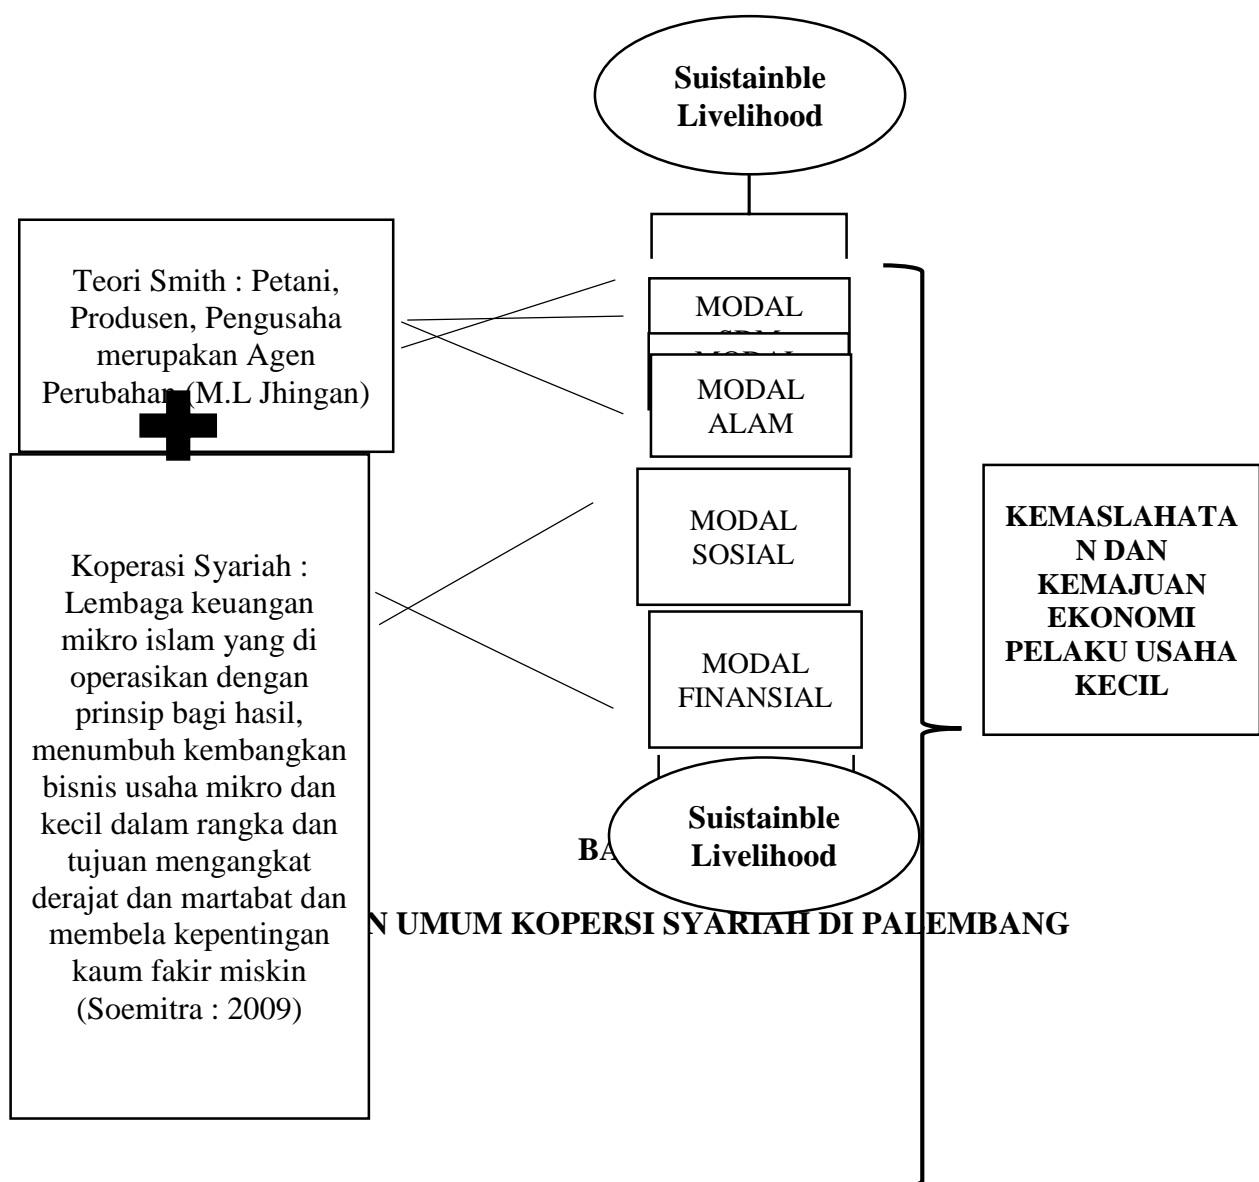 Suistainble
Livelihood
Teori Smith : Petani,
Produsen, Pengusaha
merupakan Agen
Perubahan (M.L Jhingan)
MODAL
MODAL
ALAM
MODAL
SOSIAL
MODAL
FINANSIAL
KEMASLAHATA
N DAN
KEMAJUAN
EKONOMI
PELAKU USAHA
KECIL
Koperasi Syariah :
Lembaga keuangan
mikro islam yang di
operasikan dengan
prinsip bagi hasil,
menumbuh kembangkan
bisnis usaha mikro dan
kecil dalam rangka dan
tujuan mengangkat
derajat dan martabat dan
membela kepentingan
kaum fakir miskin
(Soemitra : 2009)
Suistainble
Livelihood
UMUM KOPERSI SYARIAH DI PALEMBANG